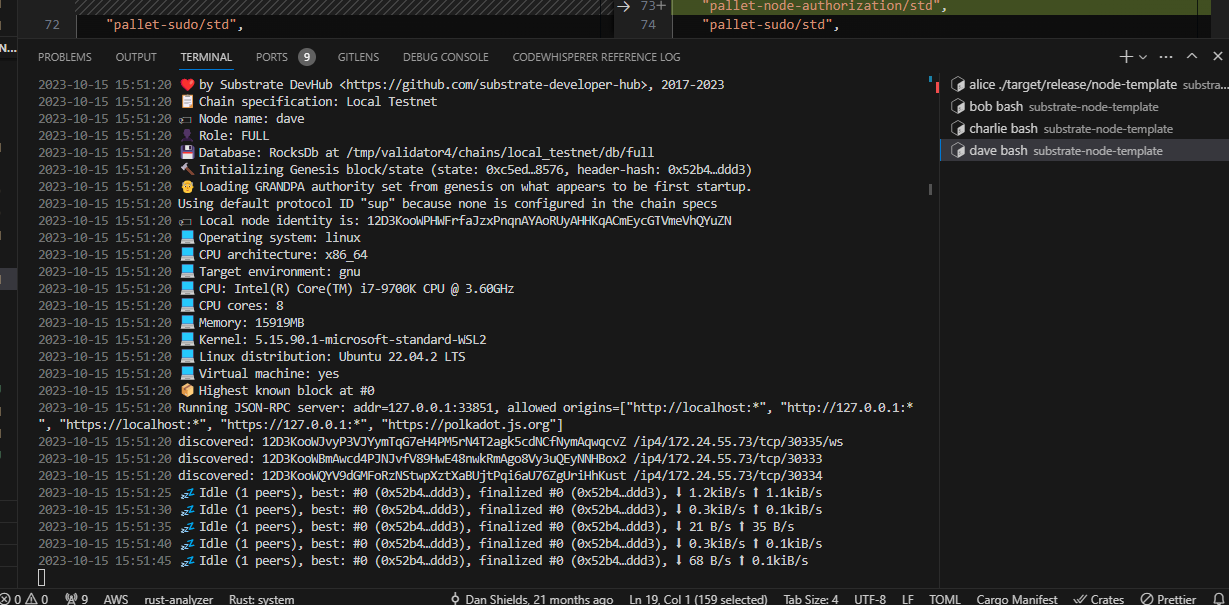 73+ "pallet-node-authorization/std",
72 "pallet-sudo/std",
74 "pallet-sudo/std",
N...
PROBLEMS OUTPUT TERMINAL PORTS 9 GITLENS DEBUG CONSOLE CODEWHISPERER REFERENCE LOG
2023-10-15 15:51:20 ❤️ by Substrate DevHub <https://github.com/substrate-developer-hub>, 2017-2023
2023-10-15 15:51:20 📋 Chain specification: Local Testnet
2023-10-15 15:51:20 🏷 Node name: dave
2023-10-15 15:51:20 👤 Role: FULL
2023-10-15 15:51:20 💾 Database: RocksDb at /tmp/validator4/chains/local_testnet/db/full
2023-10-15 15:51:20 🔨 Initializing Genesis block/state (state: 0xc5ed…8576, header-hash: 0x52b4…ddd3)
2023-10-15 15:51:20 👴 Loading GRANDPA authority set from genesis on what appears to be first startup.
2023-10-15 15:51:20 Using default protocol ID "sup" because none is configured in the chain specs
2023-10-15 15:51:20 🏷 Local node identity is: 12D3KooWPHWFrfaJzxPnqnAYAoRUyAHHKqACmEycGTVmeVhQYuZN
2023-10-15 15:51:20 💻 Operating system: linux
2023-10-15 15:51:20 💻 CPU architecture: x86_64
2023-10-15 15:51:20 💻 Target environment: gnu
2023-10-15 15:51:20 💻 CPU: Intel(R) Core(TM) i7-9700K CPU @ 3.60GHz
2023-10-15 15:51:20 💻 CPU cores: 8
2023-10-15 15:51:20 💻 Memory: 15919MB
2023-10-15 15:51:20 💻 Kernel: 5.15.90.1-microsoft-standard-WSL2
2023-10-15 15:51:20 💻 Linux distribution: Ubuntu 22.04.2 LTS
2023-10-15 15:51:20 💻 Virtual machine: yes
2023-10-15 15:51:20 📦 Highest known block at #0
2023-10-15 15:51:20 Running JSON-RPC server: addr=127.0.0.1:33851, allowed origins=["http://localhost:*", "http://127.0.0.1:*
", "https://localhost:*", "https://127.0.0.1:*", "https://polkadot.js.org"]
2023-10-15 15:51:20 discovered: 12D3KooWJvyP3VJYymTqG7eH4PM5rN4T2agk5cdNCfNymAqwqcvZ /ip4/172.24.55.73/tcp/30335/ws
2023-10-15 15:51:20 discovered: 12D3KooWBmAwcd4PJNJvfV89HwE48nwkRmAgo8Vy3uQEyNNHBox2 /ip4/172.24.55.73/tcp/30333
2023-10-15 15:51:20 discovered: 12D3KooWQYV9dGMFoRzNStwpXztXaBUjtPqi6aU76ZgUriHhKust /ip4/172.24.55.73/tcp/30334
2023-10-15 15:51:25 💤 Idle (1 peers), best: #0 (0x52b4…ddd3), finalized #0 (0x52b4…ddd3), ⬇ 1.2kiB/s ⬆ 1.1kiB/s
2023-10-15 15:51:30 💤 Idle (1 peers), best: #0 (0x52b4…ddd3), finalized #0 (0x52b4…ddd3), ⬇ 0.3kiB/s ⬆ 0.1kiB/s
2023-10-15 15:51:35 💤 Idle (1 peers), best: #0 (0x52b4…ddd3), finalized #0 (0x52b4…ddd3), ⬇ 21 B/s ⬆ 35 B/s
2023-10-15 15:51:40 💤 Idle (1 peers), best: #0 (0x52b4…ddd3), finalized #0 (0x52b4…ddd3), ⬇ 0.3kiB/s ⬆ 0.1kiB/s
2023-10-15 15:51:45 💤 Idle (1 peers), best: #0 (0x52b4…ddd3), finalized #0 (0x52b4…ddd3), ⬇ 68 B/s ⬆ 0.1kiB/s
alice ./target/release/node-template substra...
bob bash substrate-node-template
charlie bash substrate-node-template
dave bash substrate-node-template
0 0 9 AWS rust-analyzer Rust: system Dan Shields, 21 months ago Ln 19, Col 1 (159 selected) Tab Size: 4 UTF-8 LF TOML Cargo Manifest Crates Prettier